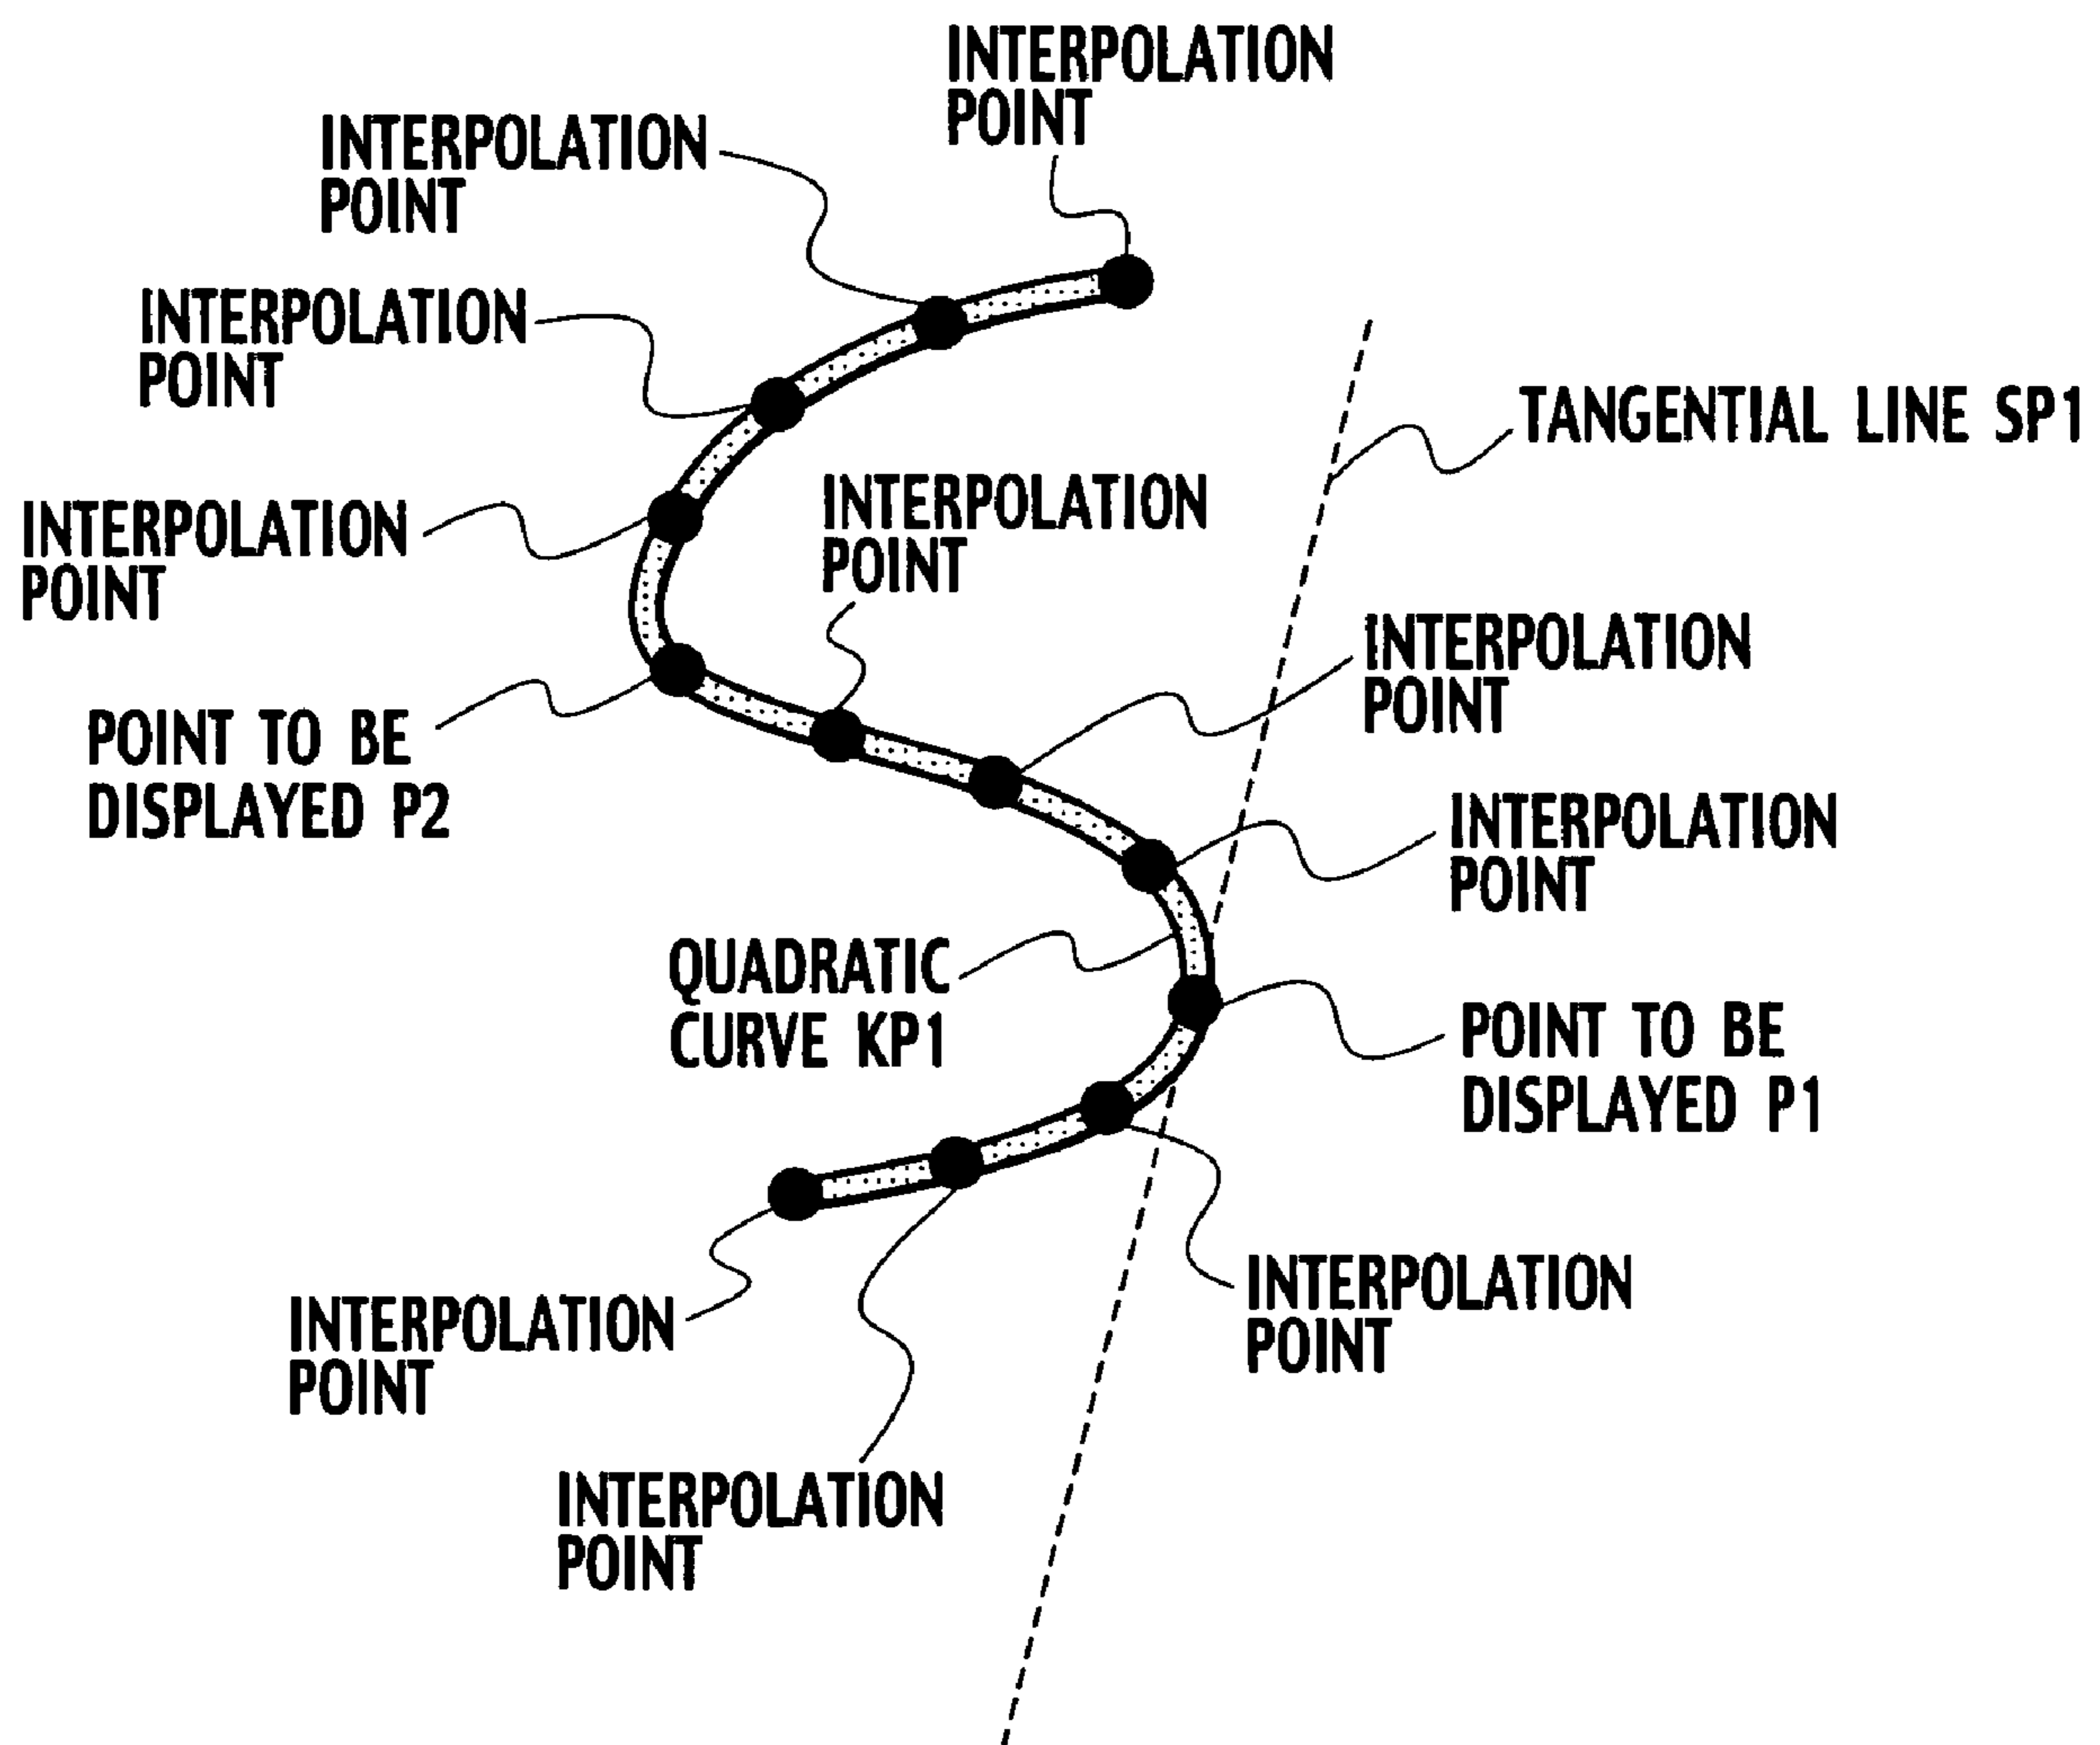 INTERPOLATION
POINT
INTERPOLATION
POINT
INTERPOLATION
POINT
TANGENTIAL LINE SP1
INTERPOLATION
POINT
INTERPOLATION
POINT
INTERPOLATION
POINT
POINT TO BE
DISPLAYED P2
INTERPOLATION
POINT
QUADRATIC
CURVE KP1
POINT TO BE
DISPLAYED P1
INTERPOLATION
POINT
INTERPOLATION
POINT
INTERPOLATION
POINT